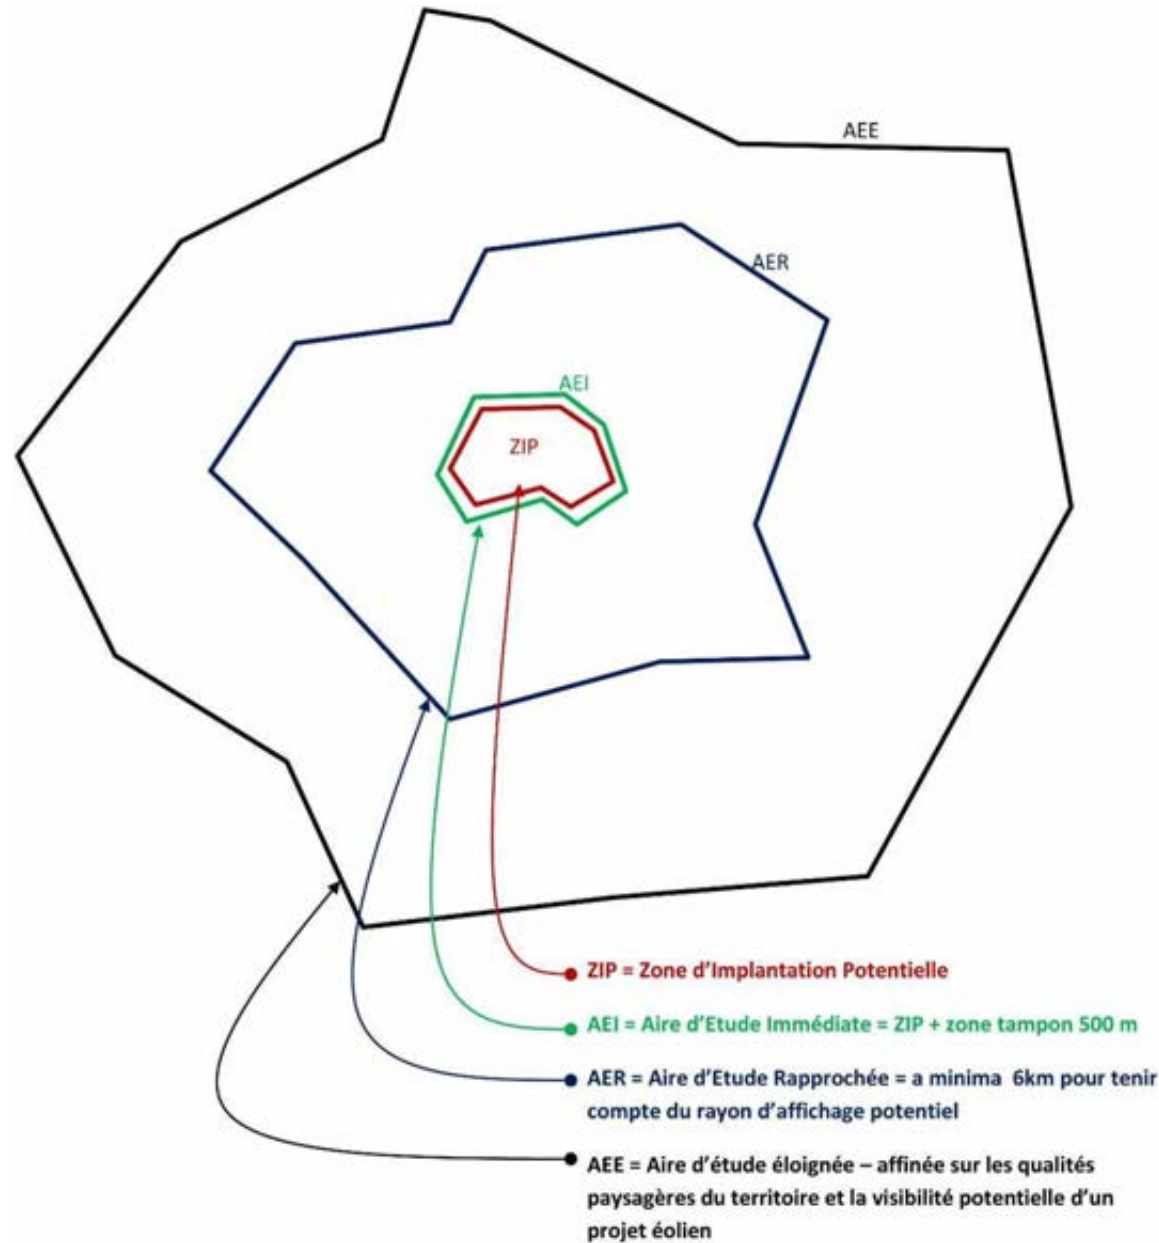 AEE
AER
AEI
ZIP
ZIP = Zone d'Implantation Potentielle
AEI = Aire d'Etude Immédiate = ZIP + zone tampon 500 m
AER = Aire d'Etude Rapprochée = a minima 6km pour tenir
compte du rayon d'affichage potentiel
AEE = Aire d'étude éloignée – affinée sur les qualités
paysagères du territoire et la visibilité potentielle d'un
projet éolien